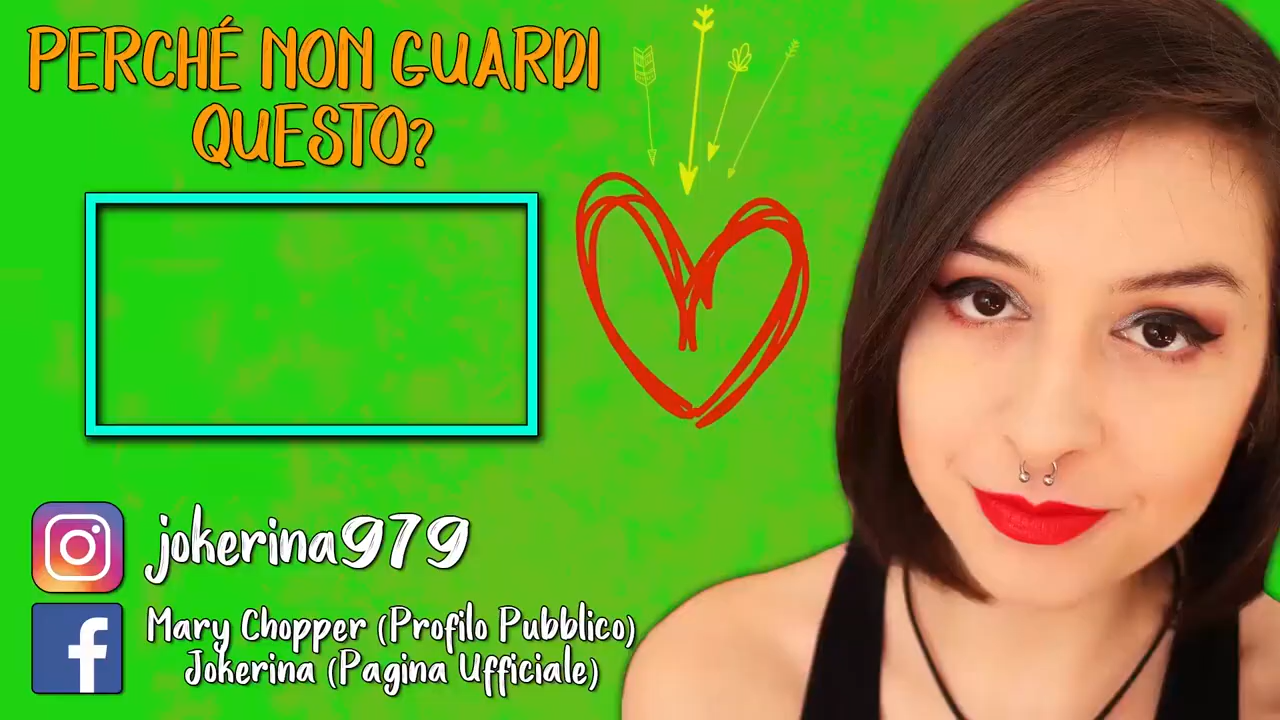 PERCHÉ NON GUARDI
QUESTO?
jokerina979
Mary Chopper (Profilo Pubblico)
Jokerina (Pagina Ufficiale)